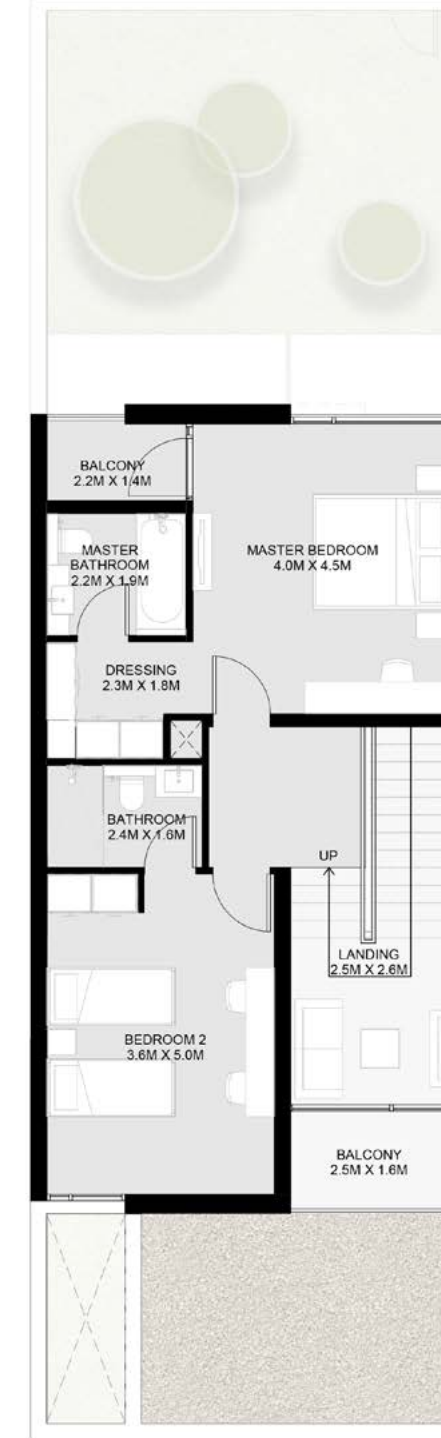 BALCONY
2.2M X 1.4M
MASTER
BATHROOM
2.2M X 1.9M
MASTER BEDROOM
4.0M X 4.5M
DRESSING
2.3M X 1.8M
BATHROOM
2.4M X 1.6M
UP
LANDING
2.5M X 2.6M
BEDROOM 2
3.6M X 5.0M
BALCONY
2.5M X 1.6M